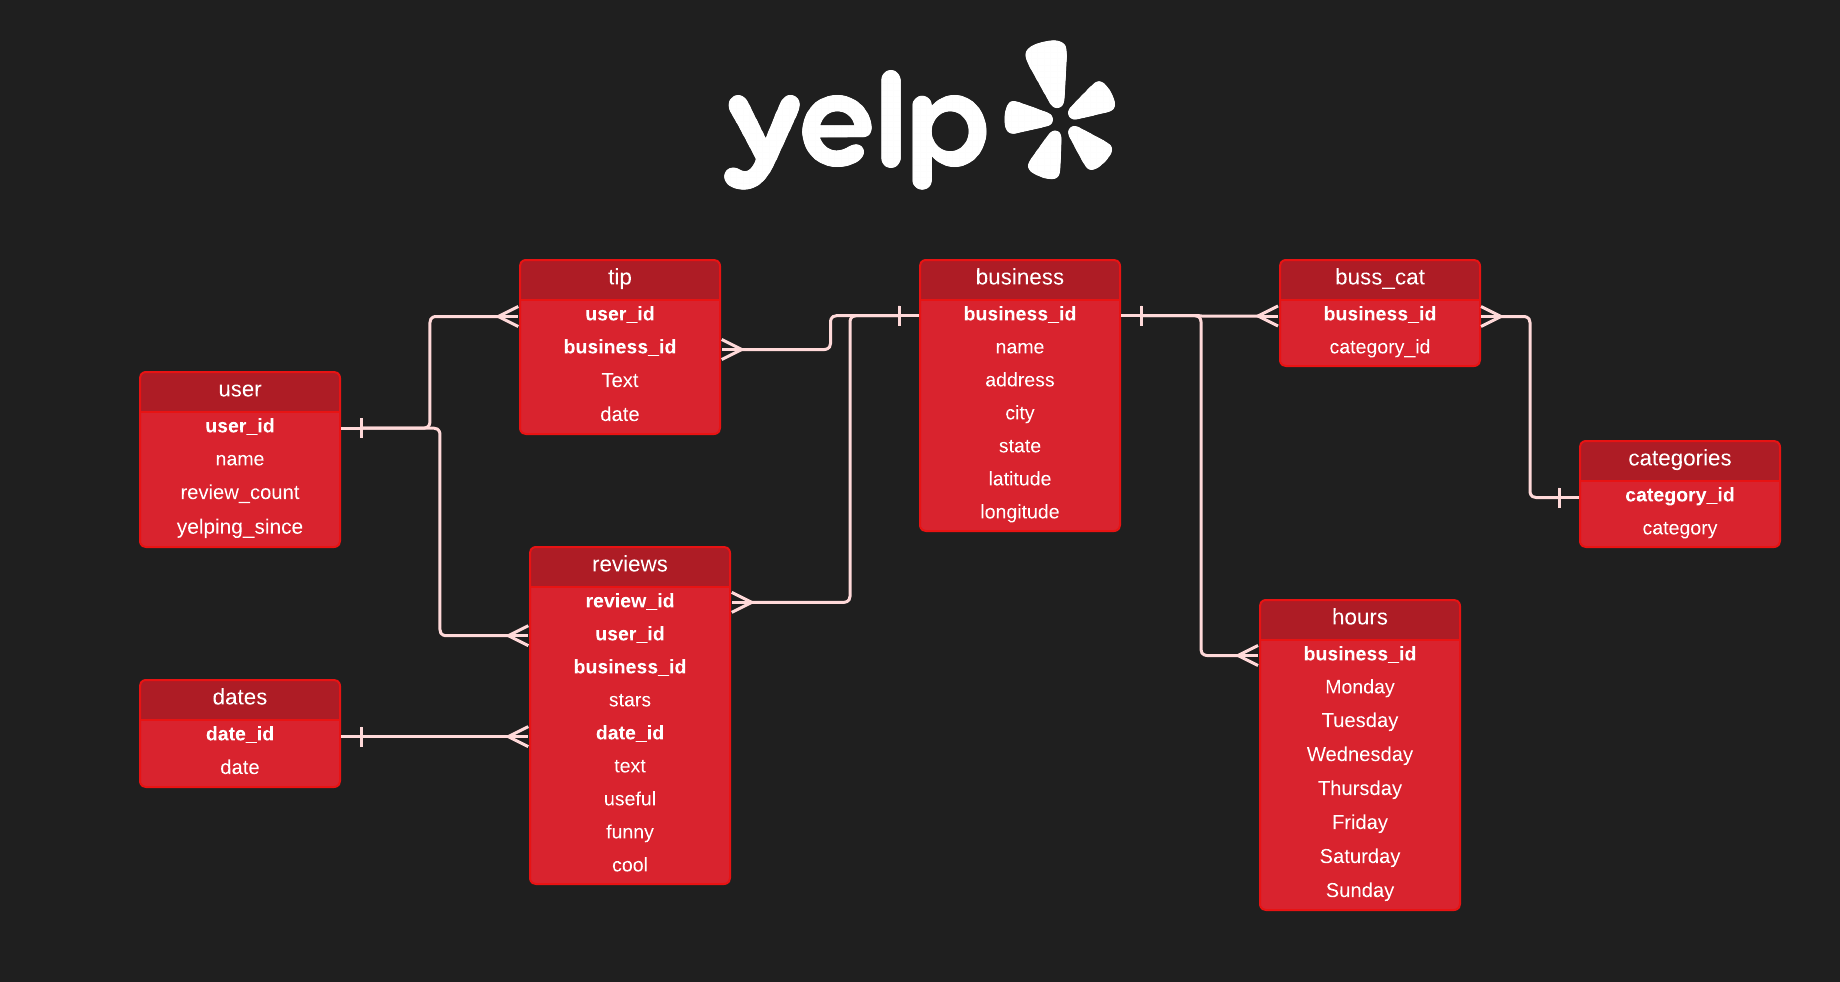 yelp
tip
user_id
business_id
Text
date
business
business_id
name
address
city
state
latitude
longitude
buss_cat
business_id
category_id
user
user_id
name
review_count
yelping_since
categories
category_id
category
reviews
review_id
user_id
business_id
stars
date_id
text
useful
funny
cool
hours
business_id
Monday
Tuesday
Wednesday
Thursday
Friday
Saturday
Sunday
dates
date_id
date